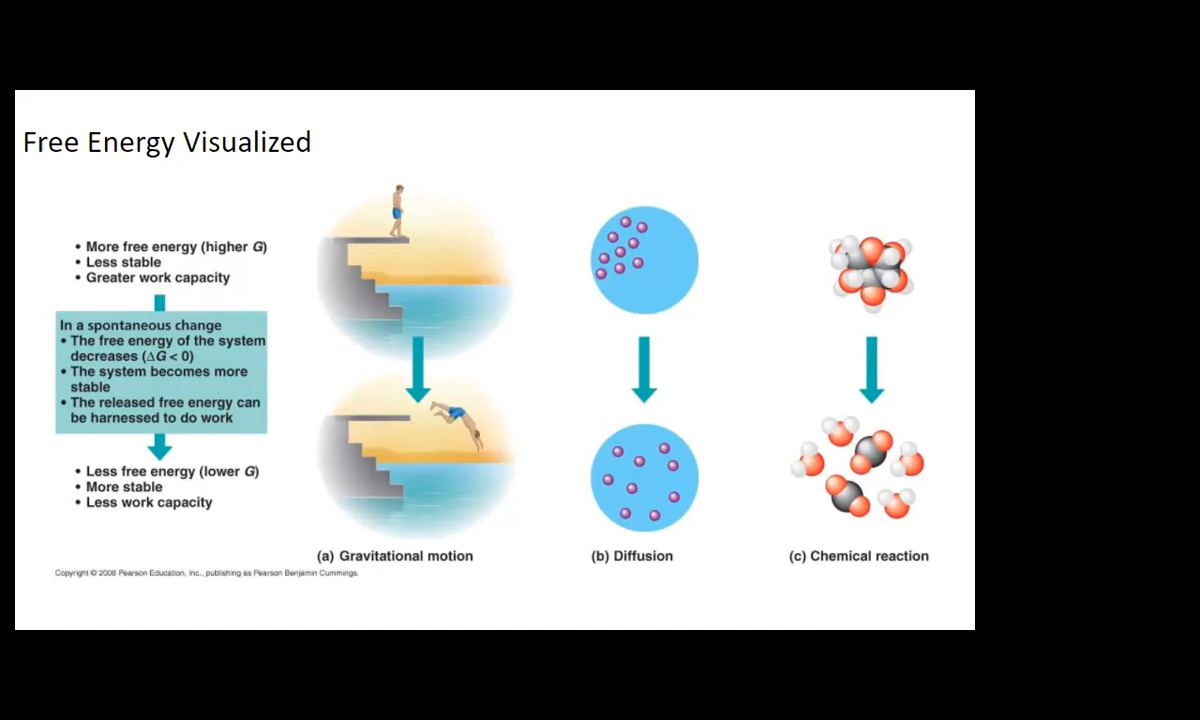 Free Energy Visualized
• More free energy (higher G)
• Less stable
• Greater work capacity
In a spontaneous change
• The free energy of the system
decreases (∆G < 0)
• The system becomes more
stable
• The released free energy can
be harnessed to do work
• Less free energy (lower G)
• More stable
• Less work capacity
(a) Gravitational motion
(b) Diffusion
(c) Chemical reaction
Copyright © 2008 Pearson Education, Inc., publishing as Pearson Benjamin Cummings.